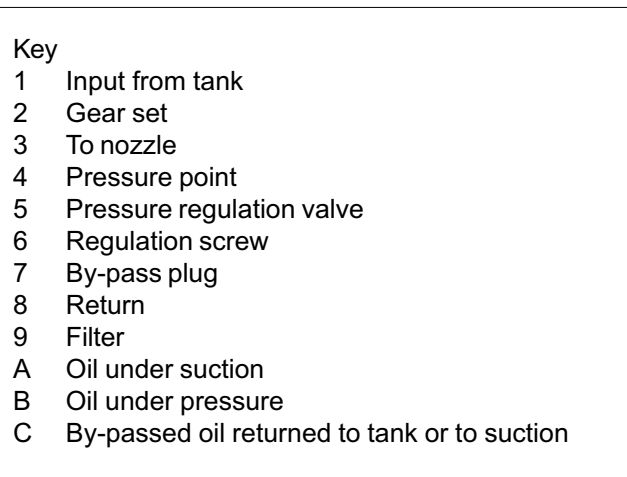 Key
1 Input from tank
2 Gear set
3 To nozzle
4 Pressure point
5 Pressure regulation valve
6 Regulation screw
7 By-pass plug
8 Return
9 Filter
A Oil under suction
B Oil under pressure
C By-passed oil returned to tank or to suction